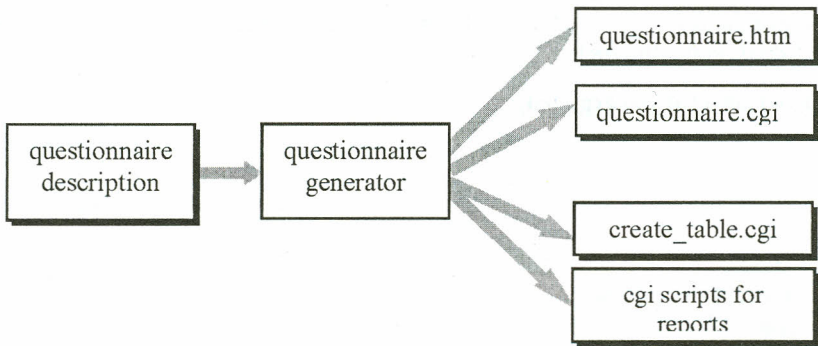 questionnaire
description
questionnaire
generator
questionnaire.htm
questionnaire.cgi
create_table.cgi
cgi scripts for
reports